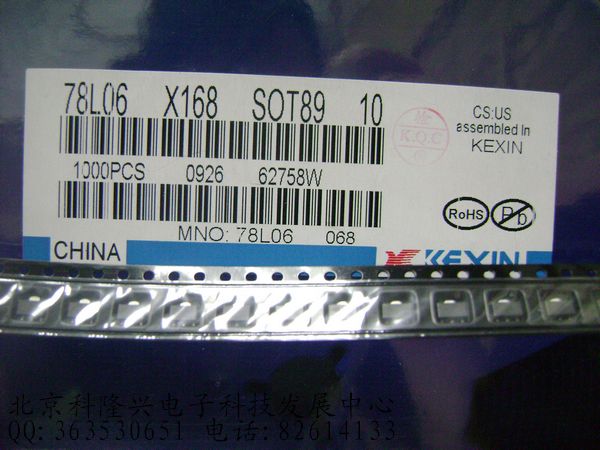 78L06 X168 SOT89 10
1000PCS 0926 62758W
MNO: 78L06 068
CHINA
K.Q.C
CS:US
assembled In
KEXIN
RoHS
Pb
KEXIN
北京科隆兴电子科技发展中心
QQ: 363530651 电话: 82614133